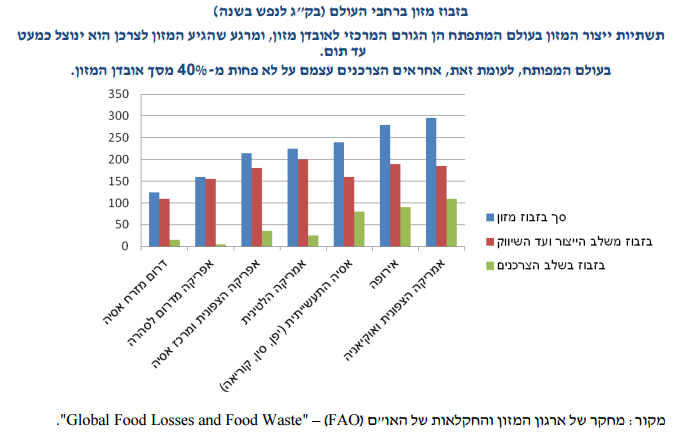 בזבוז מזון ברחבי העולם (בק״ג לנפש בשנה)
תשתיות ייצור המזון בעולם המתפתח הן הגורם המרכזי לאובדן מזון, ומרגע שהגיע המזון לצרכן הוא ינוצל כמעט
עד תום.
בעולם המפותח, לעומת זאת, אחראים הצרכנים עצמם על לא פחות מ-40% מסך אובדן המזון.
350
300
250
200
150
100
50
0
דרום מזרח אסיה
אפריקה מדרום לסהרה
אפריקה הצפונית ומרכז אסיה
אמריקה הלטינית
אסיה התעשייתית (יפן, סין, קוריאה)
אירופה
אמריקה הצפונית ואוקיאניה
סך בזבוז מזון
בזבוז משלב הייצור ועד השיווק
בזבוז בשלב הצרכנים
מקור: מחקר של ארגון המזון והחקלאות של האו״ם (FAO) – "Global Food Losses and Food Waste".